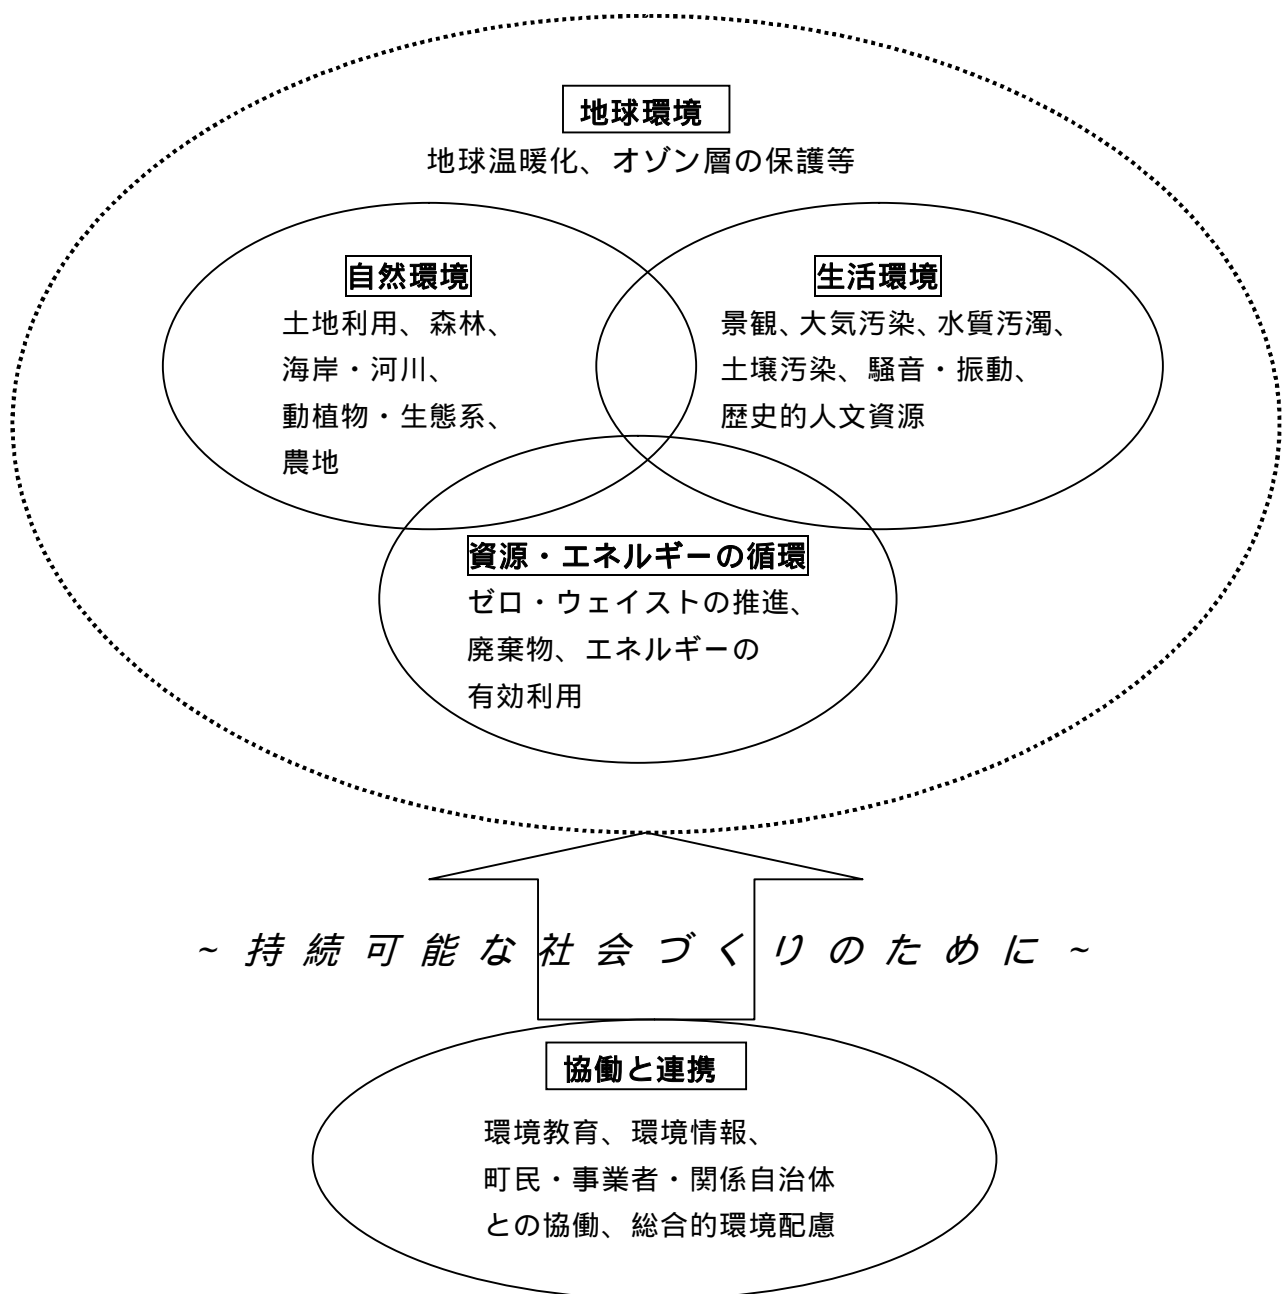 地球環境
地球温暖化、オゾン層の保護等
自然環境
土地利用、森林、
海岸・河川、
動植物・生態系、
農地
生活環境
景観、大気汚染、水質汚濁、
土壌汚染、騒音・振動、
歴史的人文資源
資源・エネルギーの循環
ゼロ・ウェイストの推進、
廃棄物、エネルギーの
有効利用
~持続可能な社会づくりのために~
協働と連携
環境教育、環境情報、
町民・事業者・関係自治体
との協働、総合的環境配慮